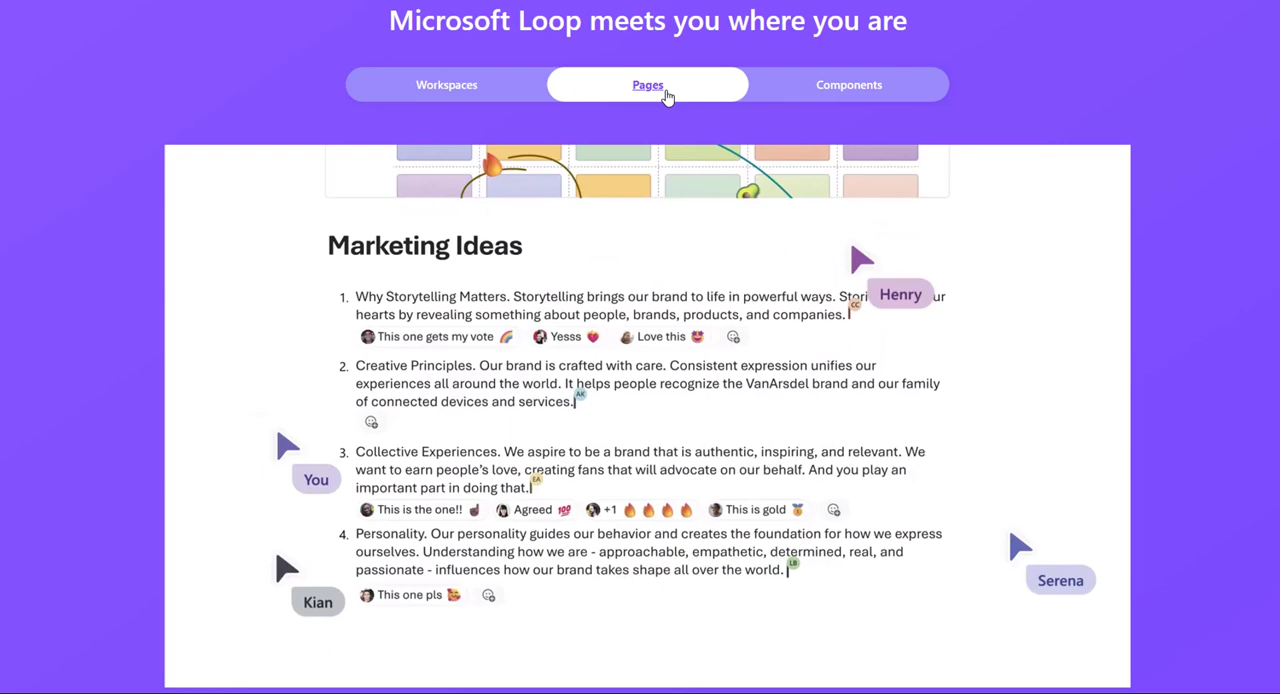 Microsoft Loop meets you where you are
Workspaces
Pages
Components
Marketing Ideas
Henry
1. Why Storytelling Matters. Storytelling brings our brand to life in powerful ways. ur
CC
hearts by revealing something about people, brands, products, and companies.
This one gets my vote 🌈 Yesss ❤️ Love this 🤩
2. Creative Principles. Our brand is crafted with care. Consistent expression unifies our
experiences all around the world. It helps people recognize the VanArsdel brand and our family
AK
of connected devices and services.
3. Collective Experiences. We aspire to be a brand that is authentic, inspiring, and relevant. We
want to earn people's love, creating fans that will advocate on our behalf. And you play an
You
EA
important part in doing that.
This is the one!! ☝🏿 Agreed 💯 +1 🔥 🔥 🔥 🔥 This is gold 🏅
4. Personality. Our personality guides our behavior and creates the foundation for how we express
ourselves. Understanding how we are - approachable, empathetic, determined, real, and
LB
passionate - influences how our brand takes shape all over the world.
Serena
Kian
This one pls 🥰